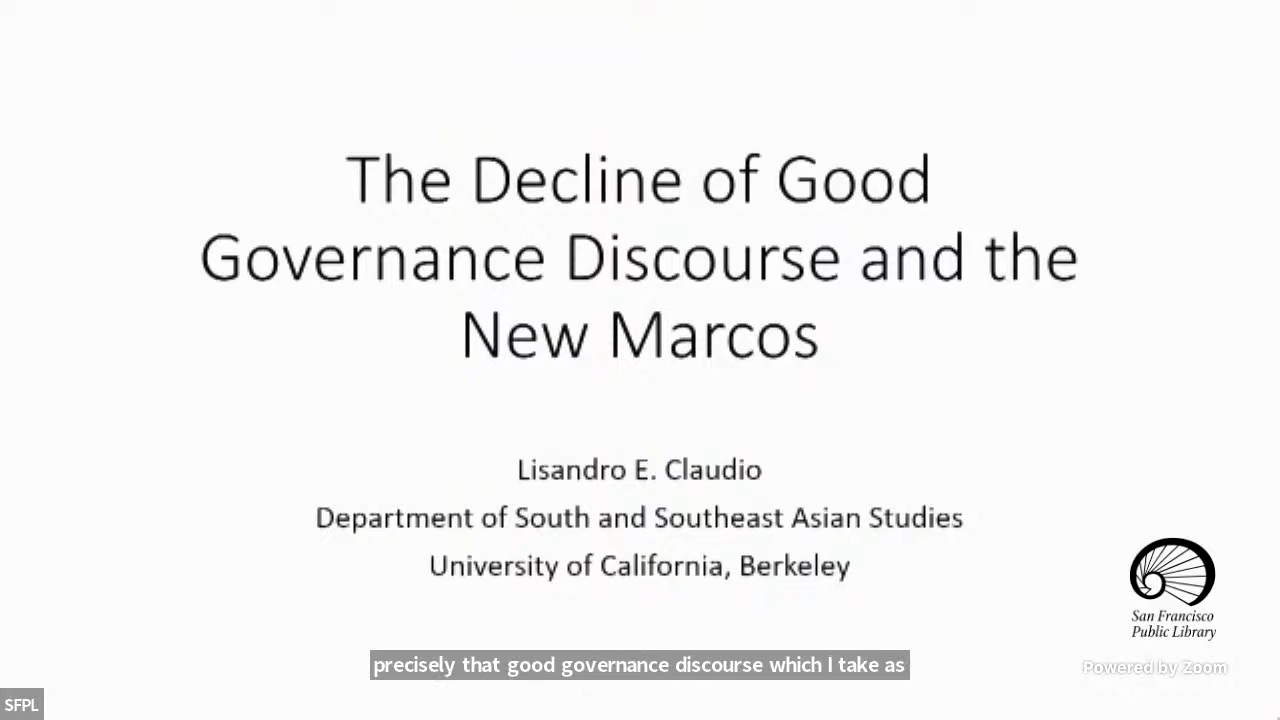 The Decline of Good
Governance Discourse and the
New Marcos
Lisandro E. Claudio
Department of South and Southeast Asian Studies
University of California, Berkeley
San Francisco
Public Library
precisely that good governance discourse which I take as
Powered by Zoom
SFPL